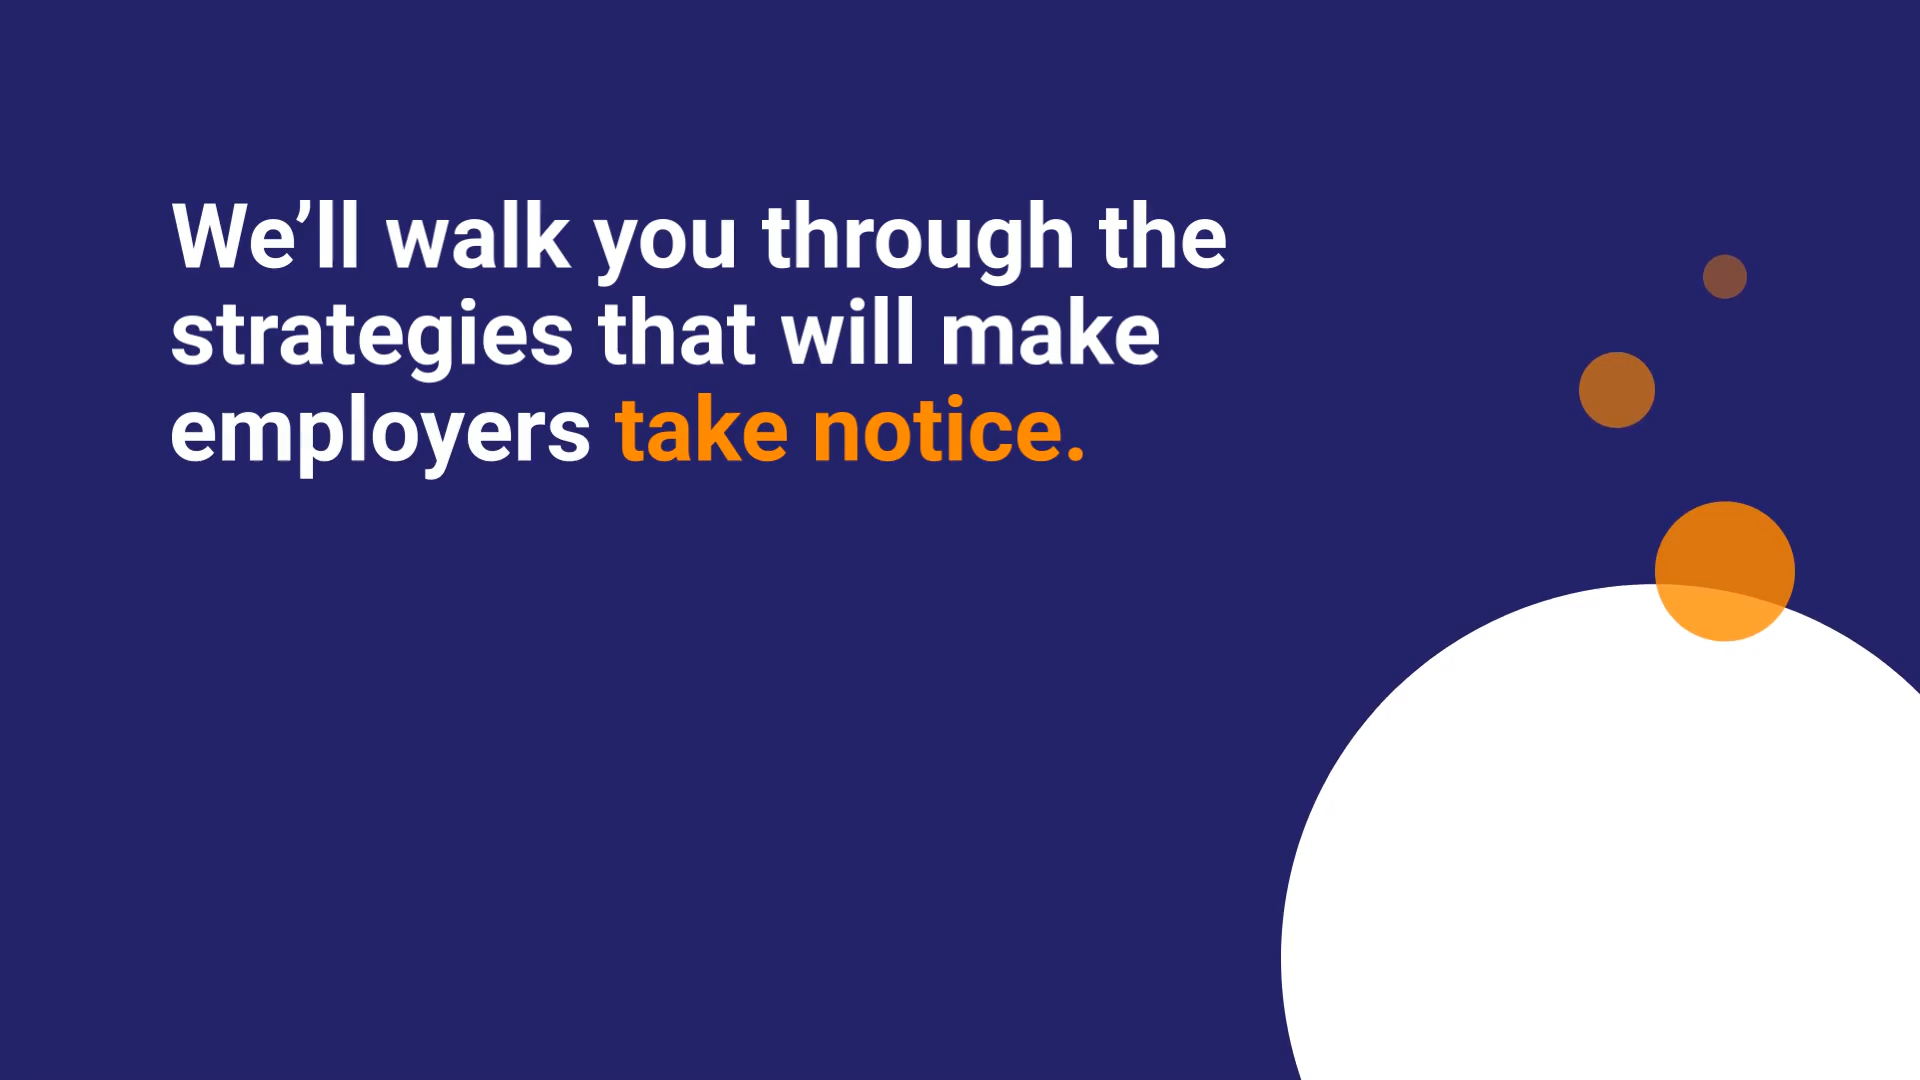 We’ll walk you through the
strategies that will make
employers take notice.